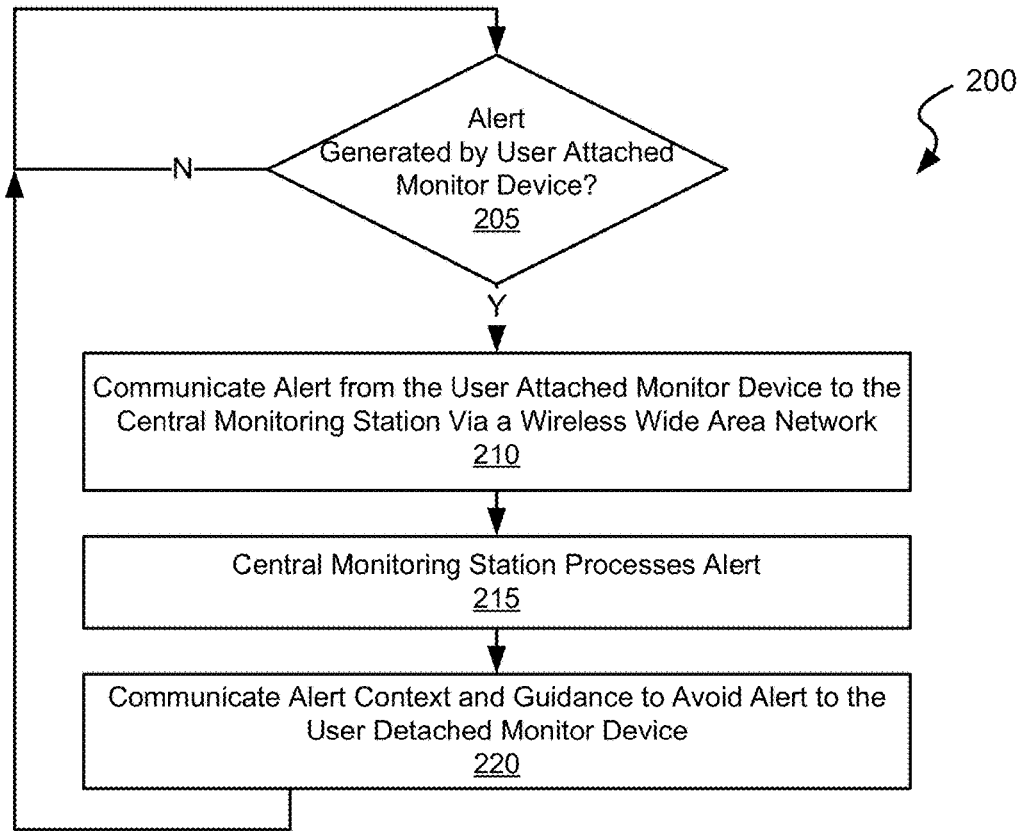 200
Alert
Generated by User Attached
Monitor Device?
205
N
Y
Communicate Alert from the User Attached Monitor Device to the
Central Monitoring Station Via a Wireless Wide Area Network
210
Central Monitoring Station Processes Alert
215
Communicate Alert Context and Guidance to Avoid Alert to the
User Detached Monitor Device
220